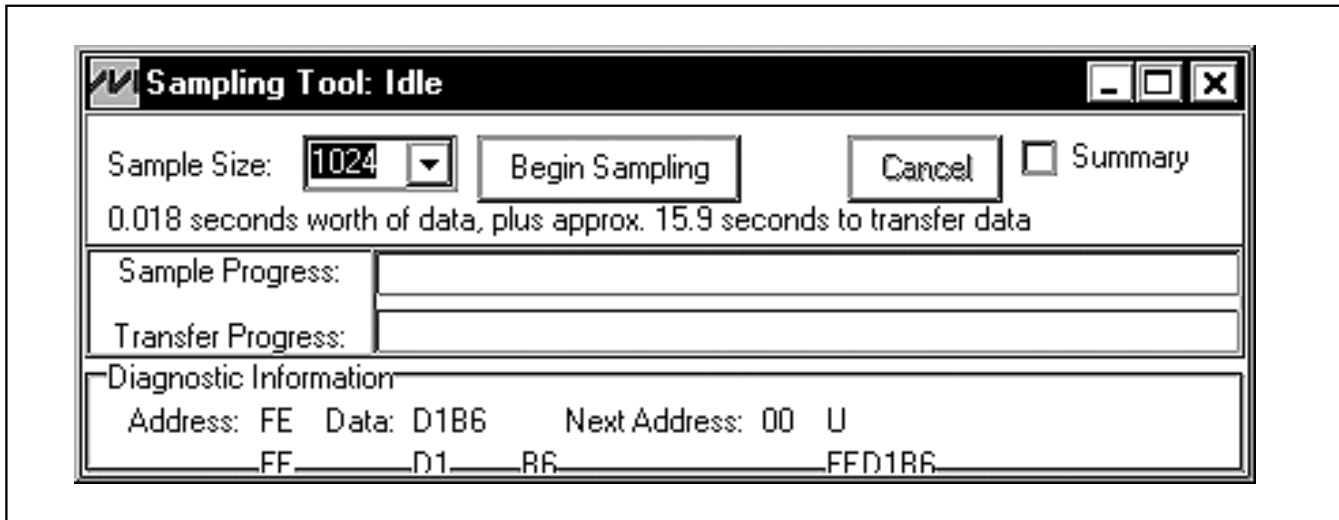 Sampling Tool: Idle
Sample Size: 1024 Begin Sampling Cancel Summary
0.018 seconds worth of data, plus approx. 15.9 seconds to transfer data
Sample Progress:
Transfer Progress:
Diagnostic Information
Address: FE Data: D1B6 Next Address: 00 U
FE D1 B6 FED1B6